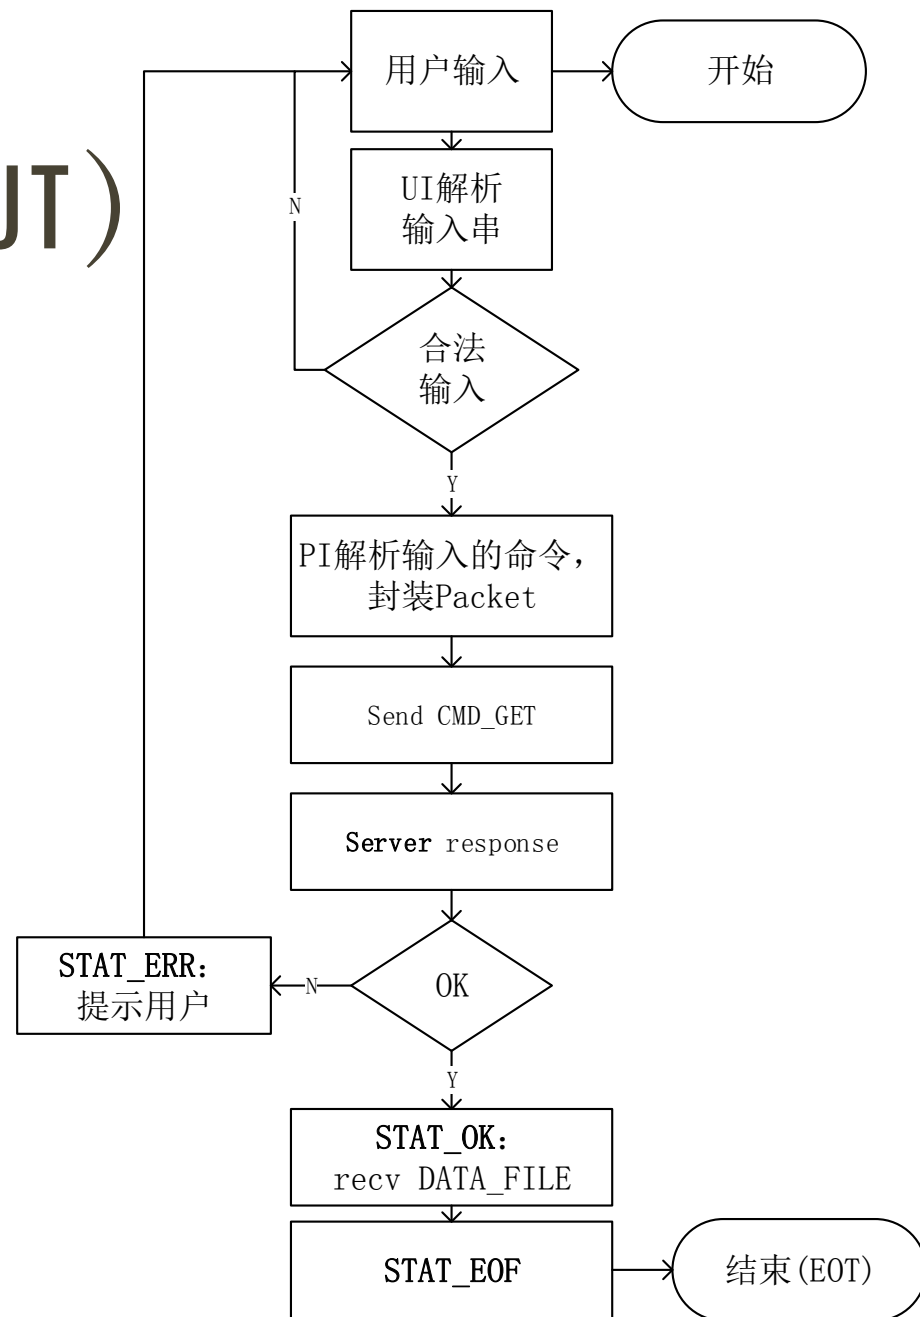 用户输入
开始
UT)
UI解析
输入串
N
合法
输入
Y
PI解析输入的命令，
封装Packet
Send CMD_GET
Server response
OK
N
STAT_ERR：
提示用户
Y
STAT_OK：
recv DATA_FILE
STAT_EOF
结束(EOT)